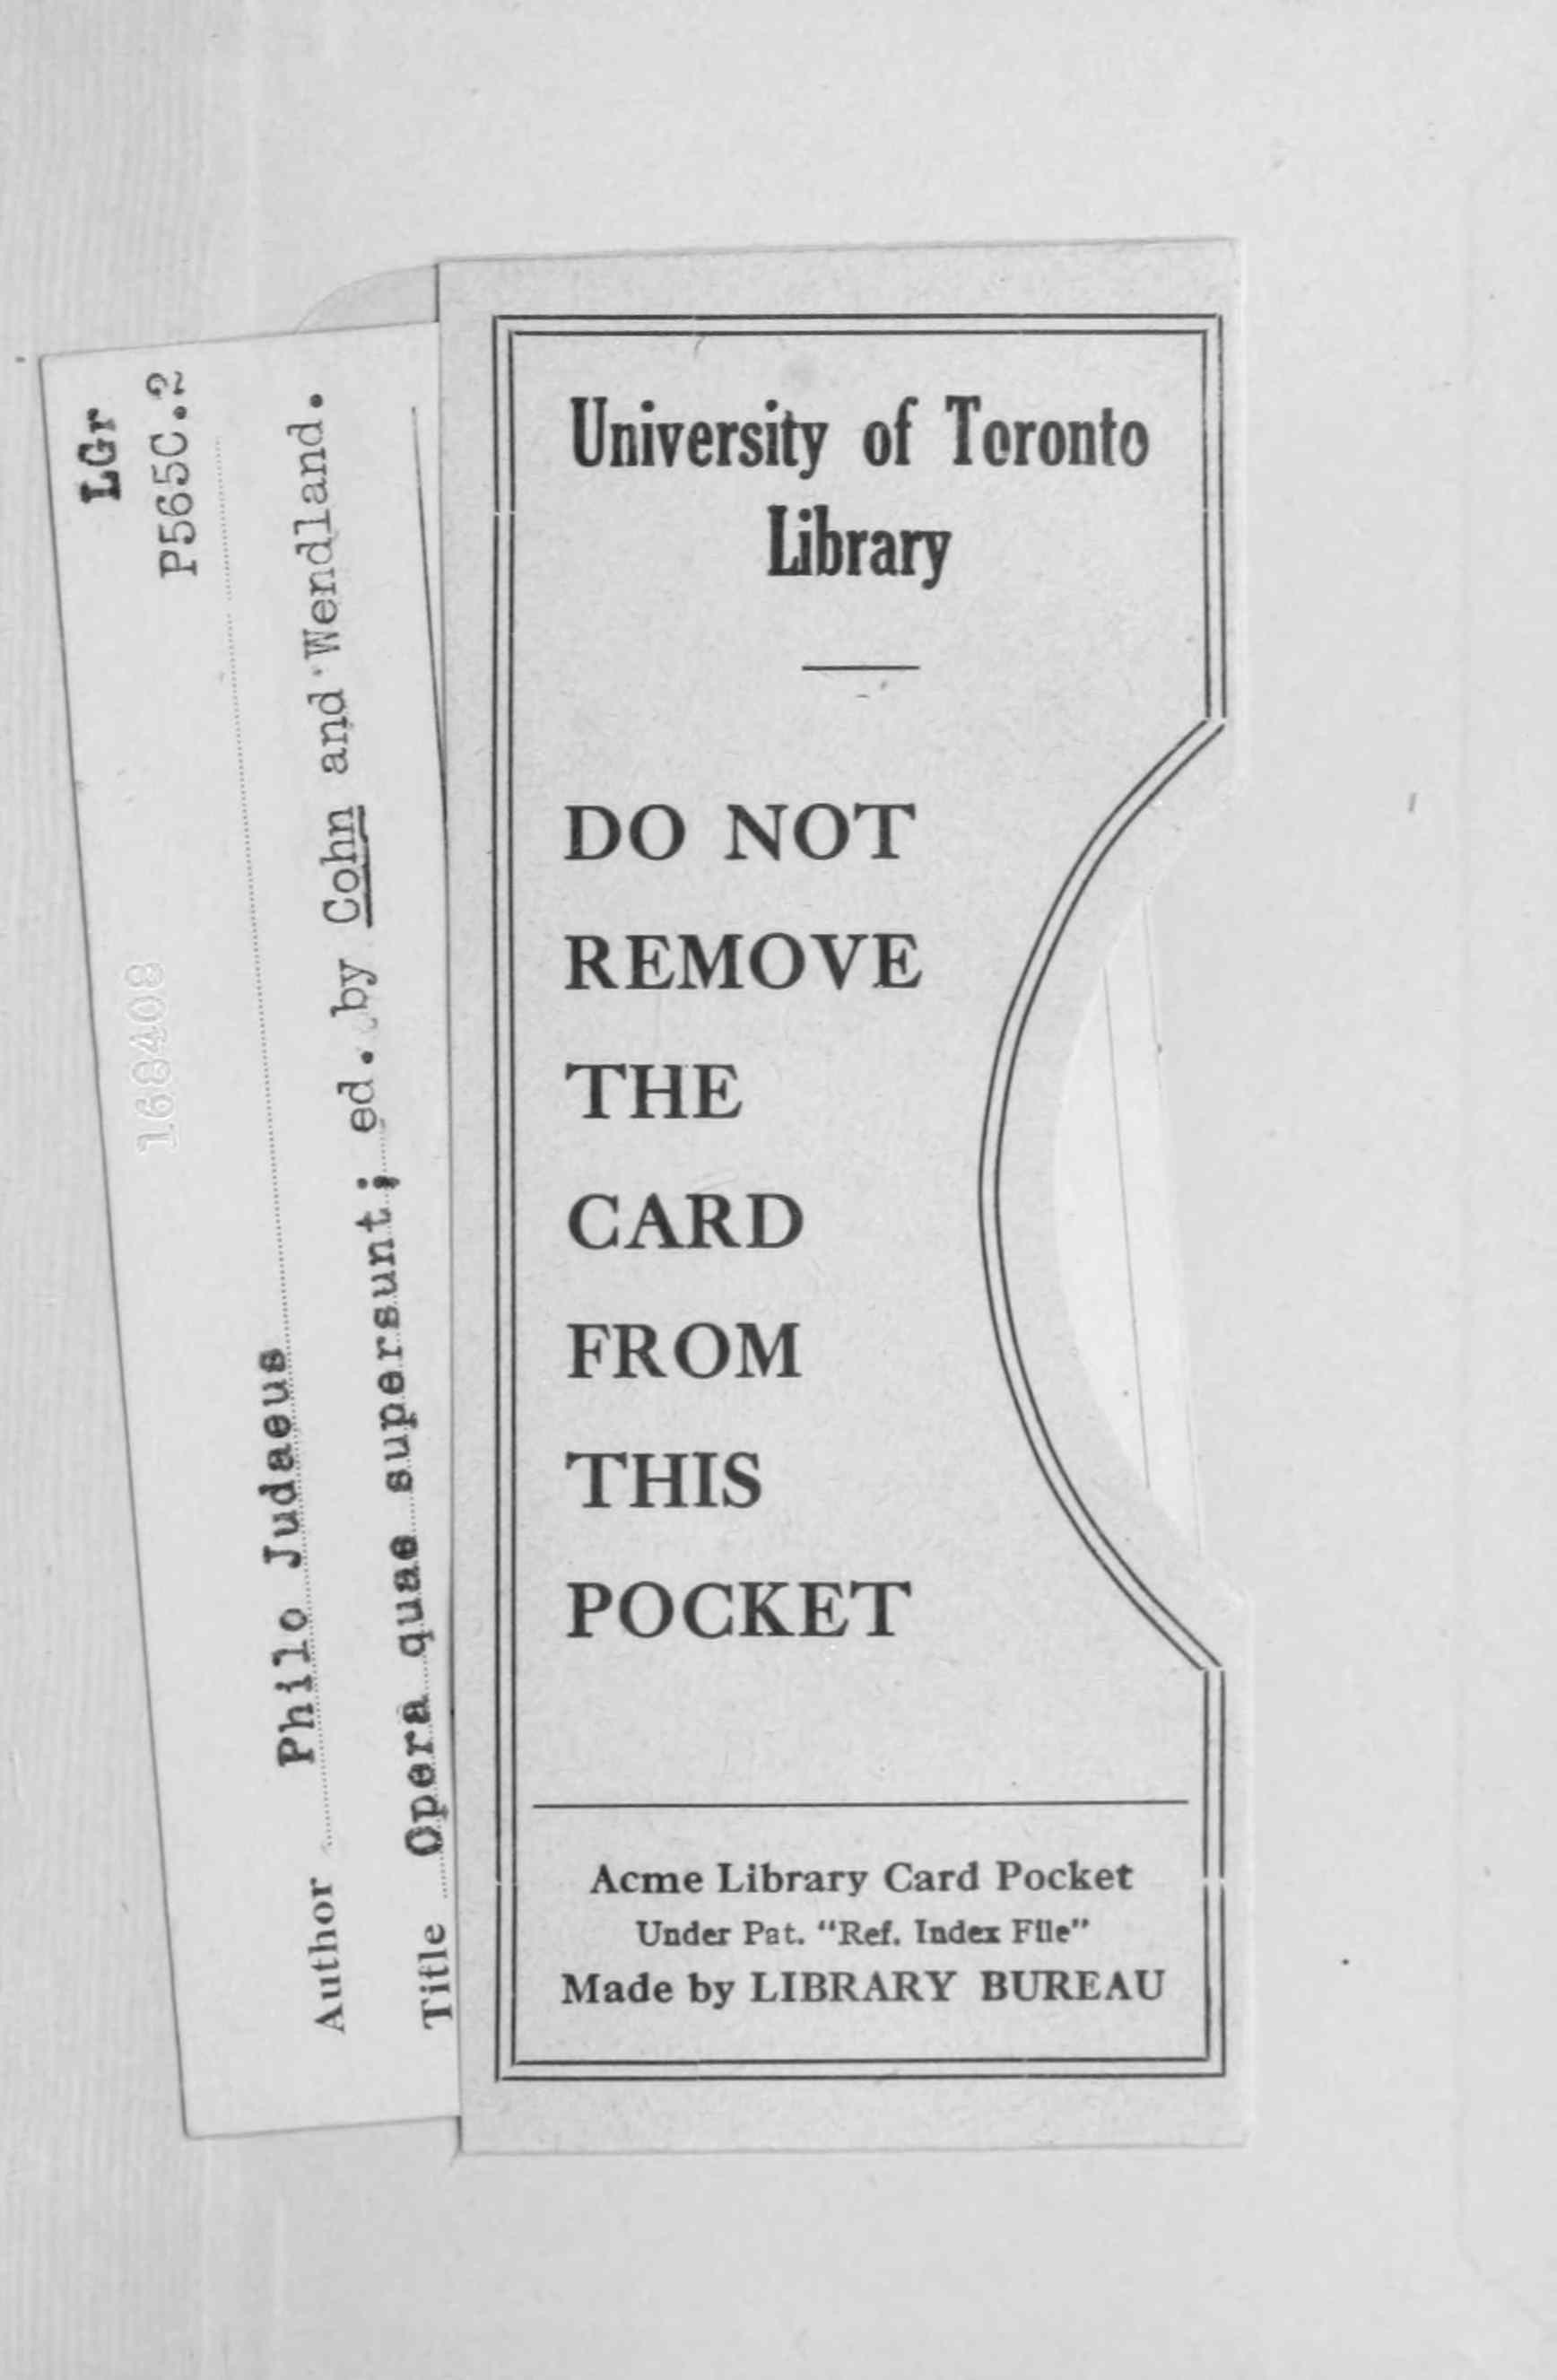 LGr
P565C.2
168408
Author Philo Judaeus
Title Opera quae supersunt; ed. by Cohn and Wendland.
University of Toronto
Library
DO NOT
REMOVE
THE
CARD
FROM
THIS
POCKET
Acme Library Card Pocket
Under Pat. "Ref. Index File"
Made by LIBRARY BUREAU